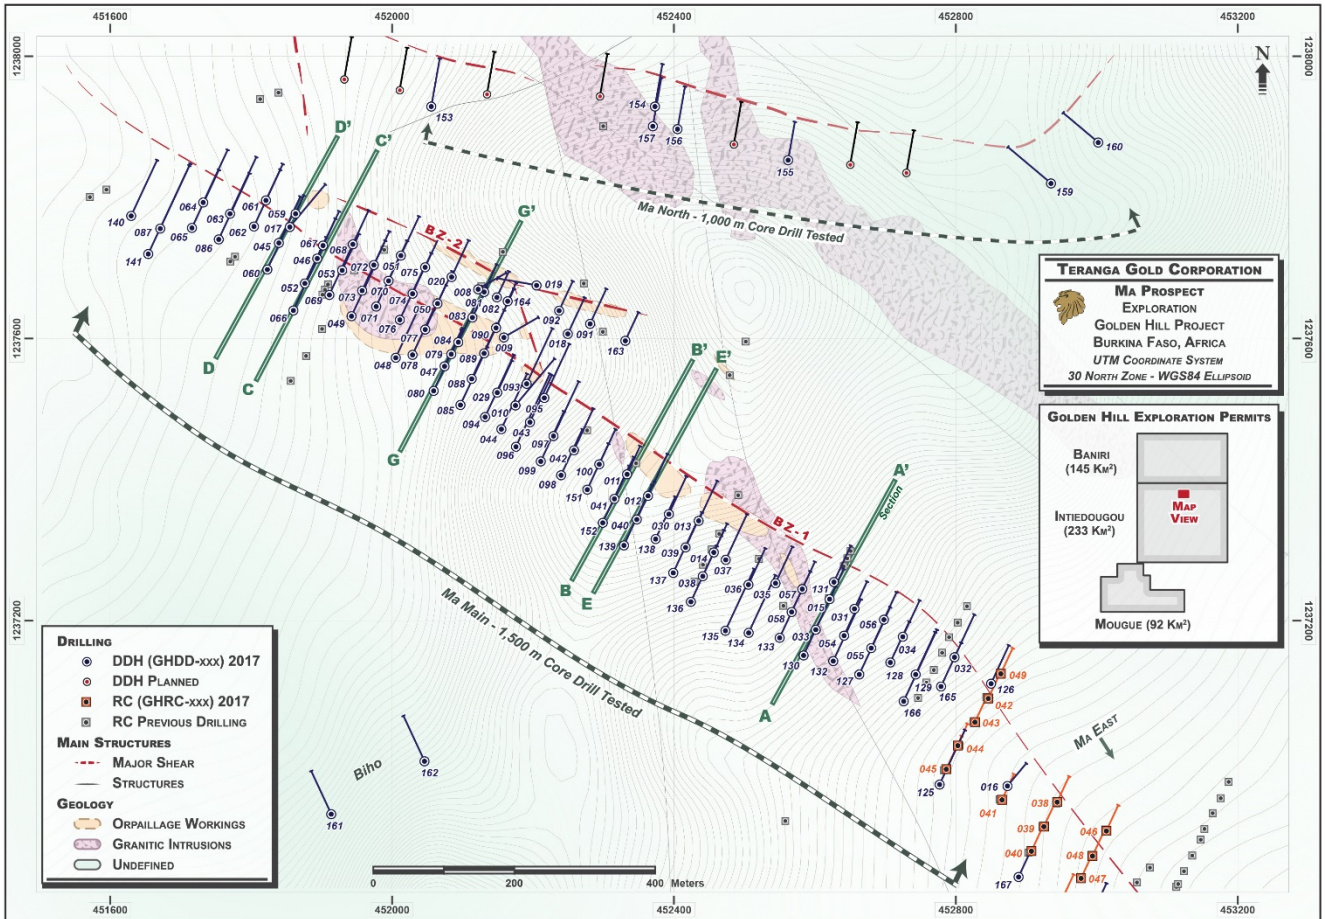 451600 452000 452400 452800 453200
1238000 1238000
N
153
154
157
156
155
160
159
D'
C'
G'
B'
E'
A'
Section
Ma North - 1,000 m Core Drill Tested
BZ-2
BZ-1
140
087
141
064
065
063
086
061
062
059
017
045
060
067
046
052
066
068
053
069
072
073
049
051
070
071
075
074
076
020
050
077
048
078
008
081
082
164
019
083
084
079
047
080
090
009
089
088
085
092
018
091
163
093
029
010
094
095
043
044
096
097
042
099
098
100
151
011
041
152
012
040
139
030
138
013
039
137
014
038
136
037
036
035
135
134
057
058
133
131
015
033
130
031
054
132
056
055
127
034
128
129
166
032
165
126
049
042
043
044
045
125
016
041
038
039
040
167
046
048
047
161
162
Biho
Ma East
D
C
G
B
E
A
Ma Main - 1,500 m Core Drill Tested
1237600 1237600
1237200 1237200
Teranga Gold Corporation
Ma Prospect
Exploration
Golden Hill Project
Burkina Faso, Africa
UTM Coordinate System
30 North Zone - WGS84 Ellipsoid
Golden Hill Exploration Permits
Baniri
(145 Km²)
Intiedougou
(233 Km²)
Map
View
Mougue (92 Km²)
Drilling
DDH (GHDD-xxx) 2017
DDH Planned
RC (GHRC-xxx) 2017
RC Previous Drilling
Main Structures
Major Shear
Structures
Geology
Orpaillage Workings
Granitic Intrusions
Undefined
0 200 400 Meters
451600 452000 452400 452800 453200